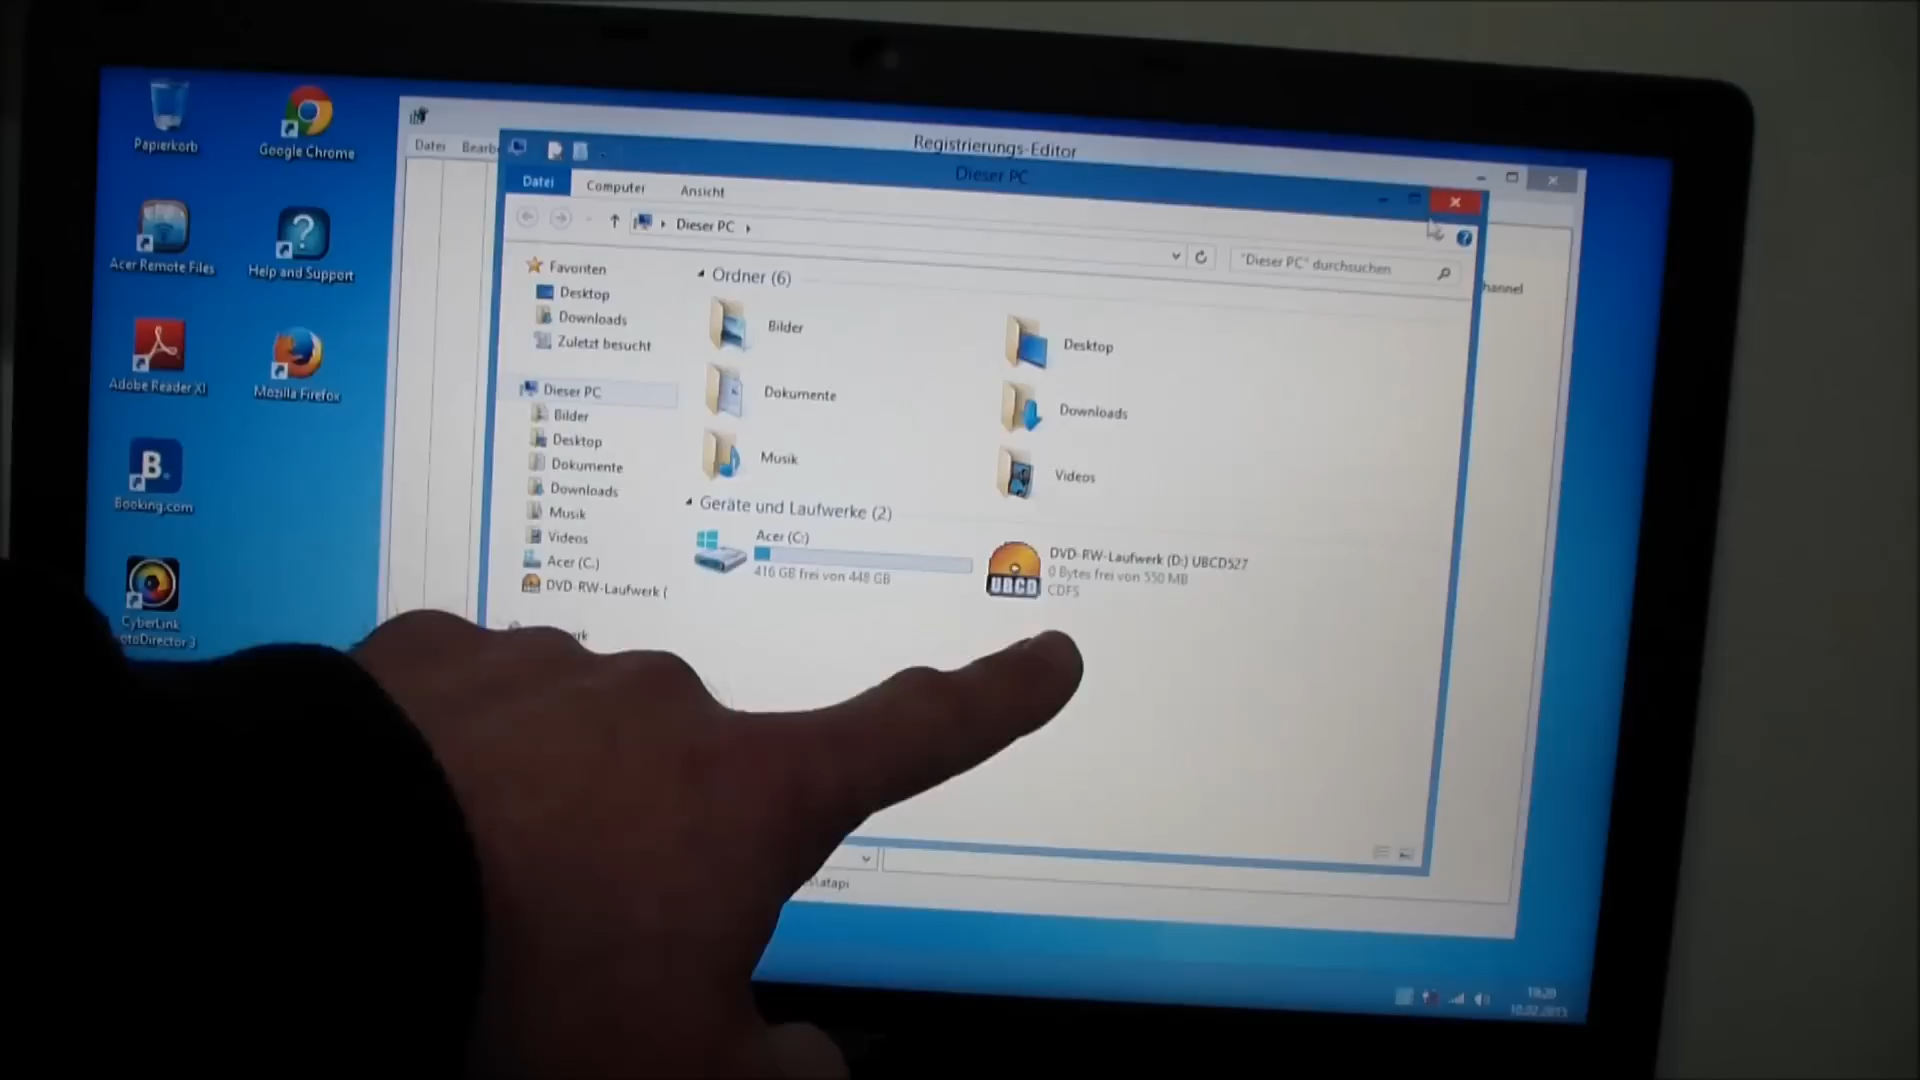 Papierkorb
Google Chrome
Acer Remote Files
Help and Support
Adobe Reader XI
Mozilla Firefox
B.
Booking.com
CyberLink
Registrierungs-Editor
Datei
Dieser PC
Datei Computer Ansicht
Dieser PC
"Dieser PC" durchsuchen
Favoriten
Desktop
Downloads
Zuletzt besucht
Dieser PC
Bilder
Desktop
Dokumente
Downloads
Musik
Videos
Acer (C:)
DVD-RW-Laufwerk (
Ordner (6)
Bilder
Desktop
Dokumente
Downloads
Musik
Videos
Geräte und Laufwerke (2)
Acer (C:)
416 GB frei von 448 GB
UBCD
DVD-RW-Laufwerk (D:) UBCD527
0 Bytes frei von 550 MB
CDFS
hannel
\atapi